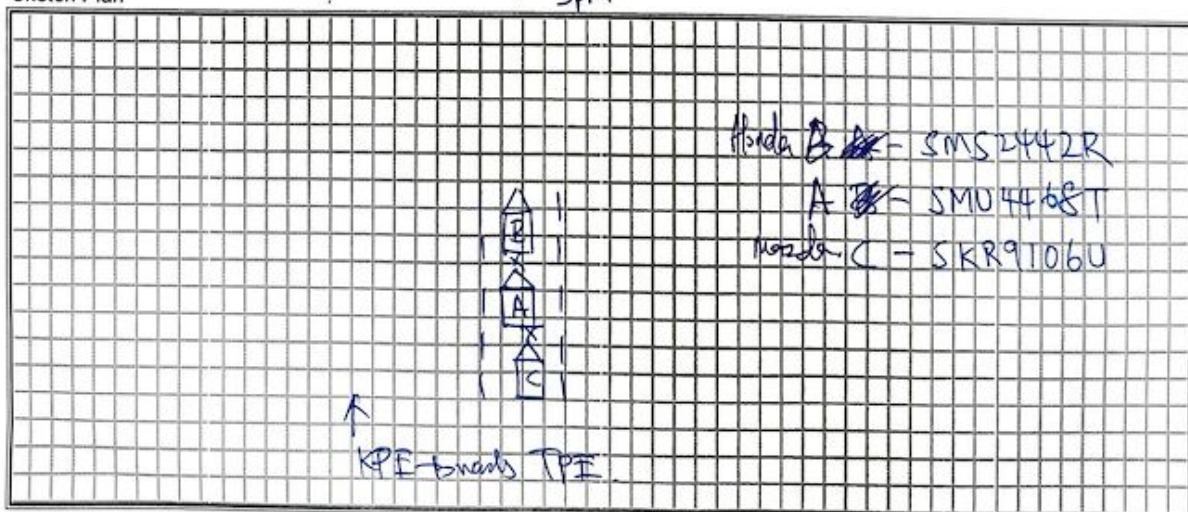 Sketch Plan
Honda B - SMS2442R
A - SMU4468T
Mazda C - SKR9106U
B
A
C
KPE towards TPE.